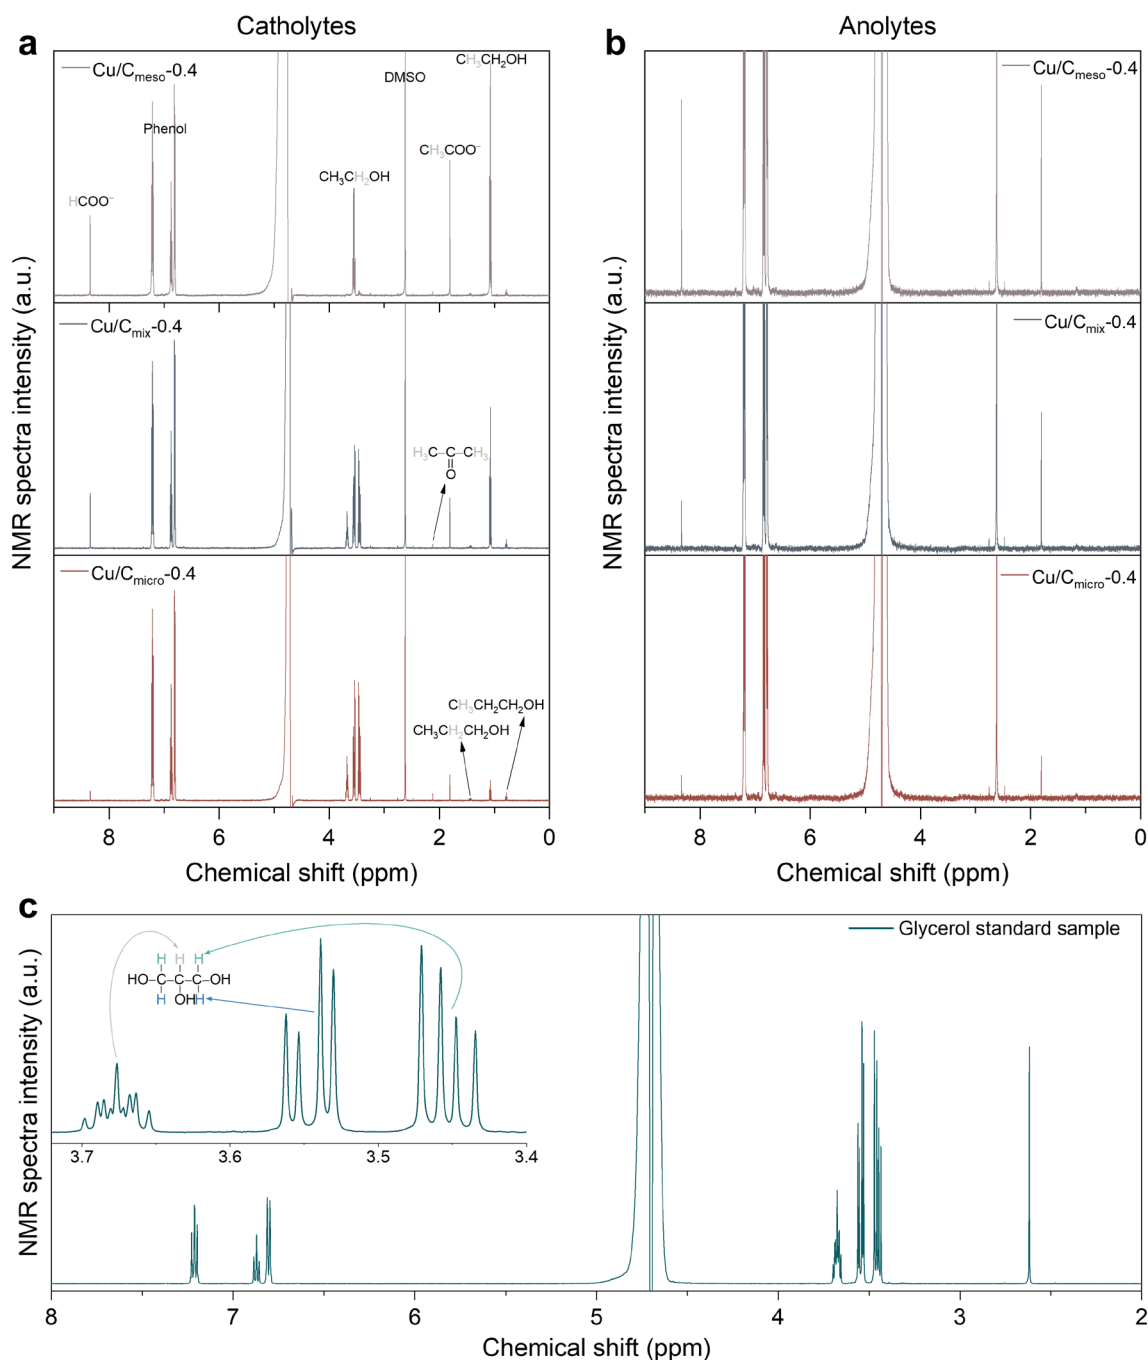 Catholytes
Anolytes
a
b
Cu/Cmeso-0.4
DMSO
CH3CH2OH
Phenol
CH3COO–
CH3CH2OH
HCOO–
Cu/Cmeso-0.4
Cu/Cmix-0.4
H3C–C–CH3
O
Cu/Cmix-0.4
Cu/Cmicro-0.4
CH3CH2CH2OH
CH3CH2CH2OH
Cu/Cmicro-0.4
NMR spectra intensity (a.u.)
NMR spectra intensity (a.u.)
8 6 4 2 0
8 6 4 2 0
Chemical shift (ppm)
Chemical shift (ppm)
c
Glycerol standard sample
H H H
HO–C–C–C–OH
H OHH
3.7 3.6 3.5 3.4
NMR spectra intensity (a.u.)
8 7 6 5 4 3 2
Chemical shift (ppm)